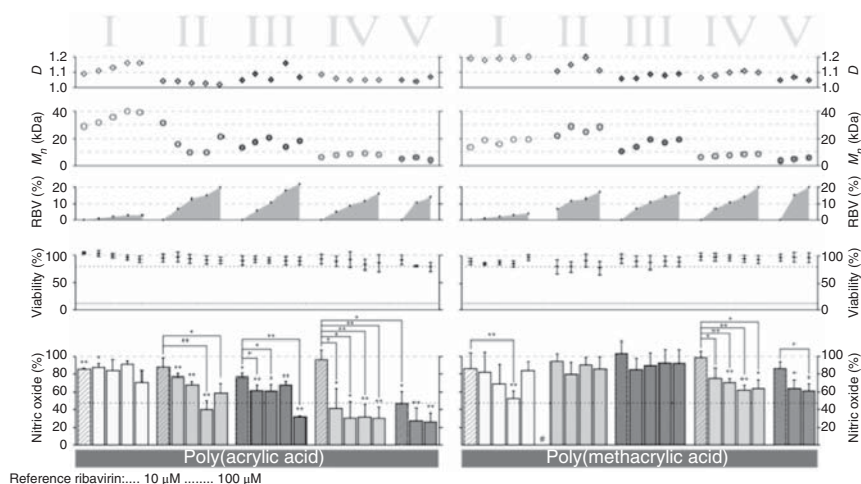 I II III IV V I II III IV V
1.2 1.2
D 1.1 1.1 D
1.0 1.0
40 40
Mn (kDa) 20 20 Mn (kDa)
0 0
20 20
RBV (%) 10 10 RBV (%)
0 0
100 100
Viability (%) 50 50 Viability (%)
0 0
100 100
80 80
Nitric oxide (%) 60 60 Nitric oxide (%)
40 40
20 20
0 # 0
Poly(acrylic acid) Poly(methacrylic acid)
Reference ribavirin:.... 10 µM ........ 100 µM